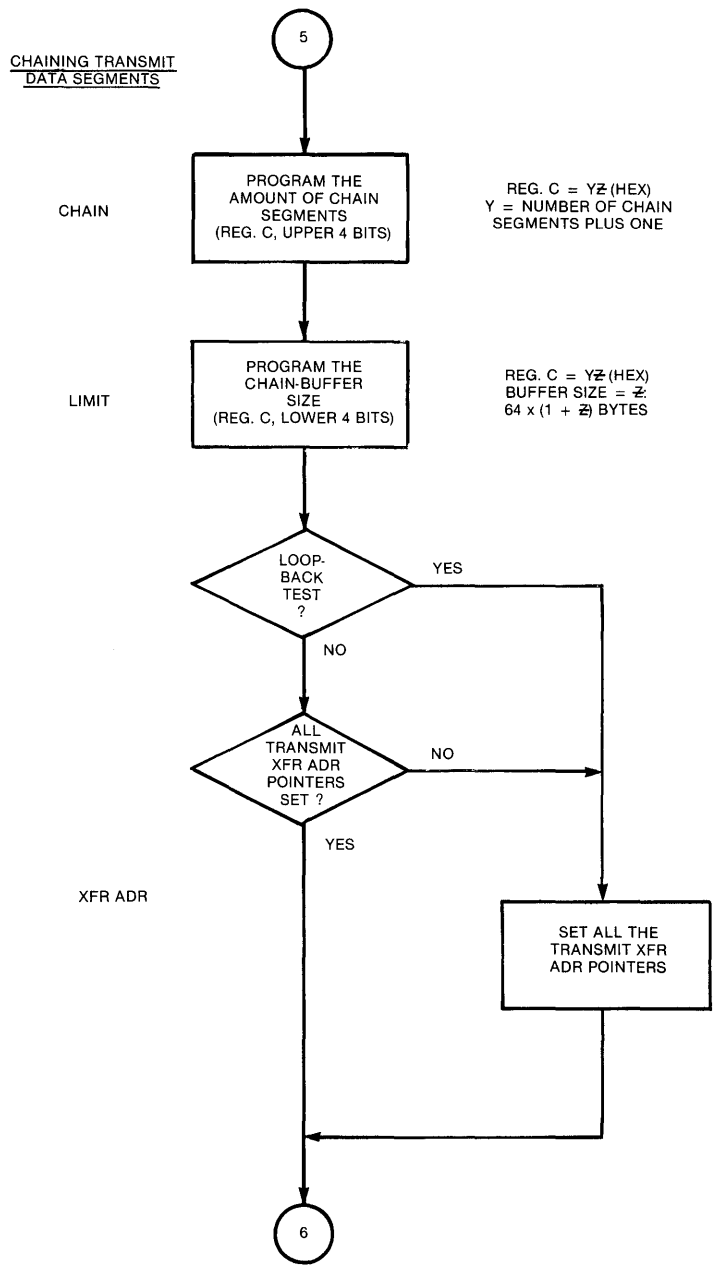 5
CHAINING TRANSMIT
DATA SEGMENTS
CHAIN
PROGRAM THE
AMOUNT OF CHAIN
SEGMENTS
(REG. C, UPPER 4 BITS)
REG. C = YZ (HEX)
Y = NUMBER OF CHAIN
SEGMENTS PLUS ONE
LIMIT
PROGRAM THE
CHAIN-BUFFER
SIZE
(REG. C, LOWER 4 BITS)
REG. C = YZ (HEX)
BUFFER SIZE = Z:
64 x (1 + Z) BYTES
LOOP-
BACK
TEST
?
YES
NO
ALL
TRANSMIT
XFR ADR
POINTERS
SET ?
NO
YES
XFR ADR
SET ALL THE
TRANSMIT XFR
ADR POINTERS
6